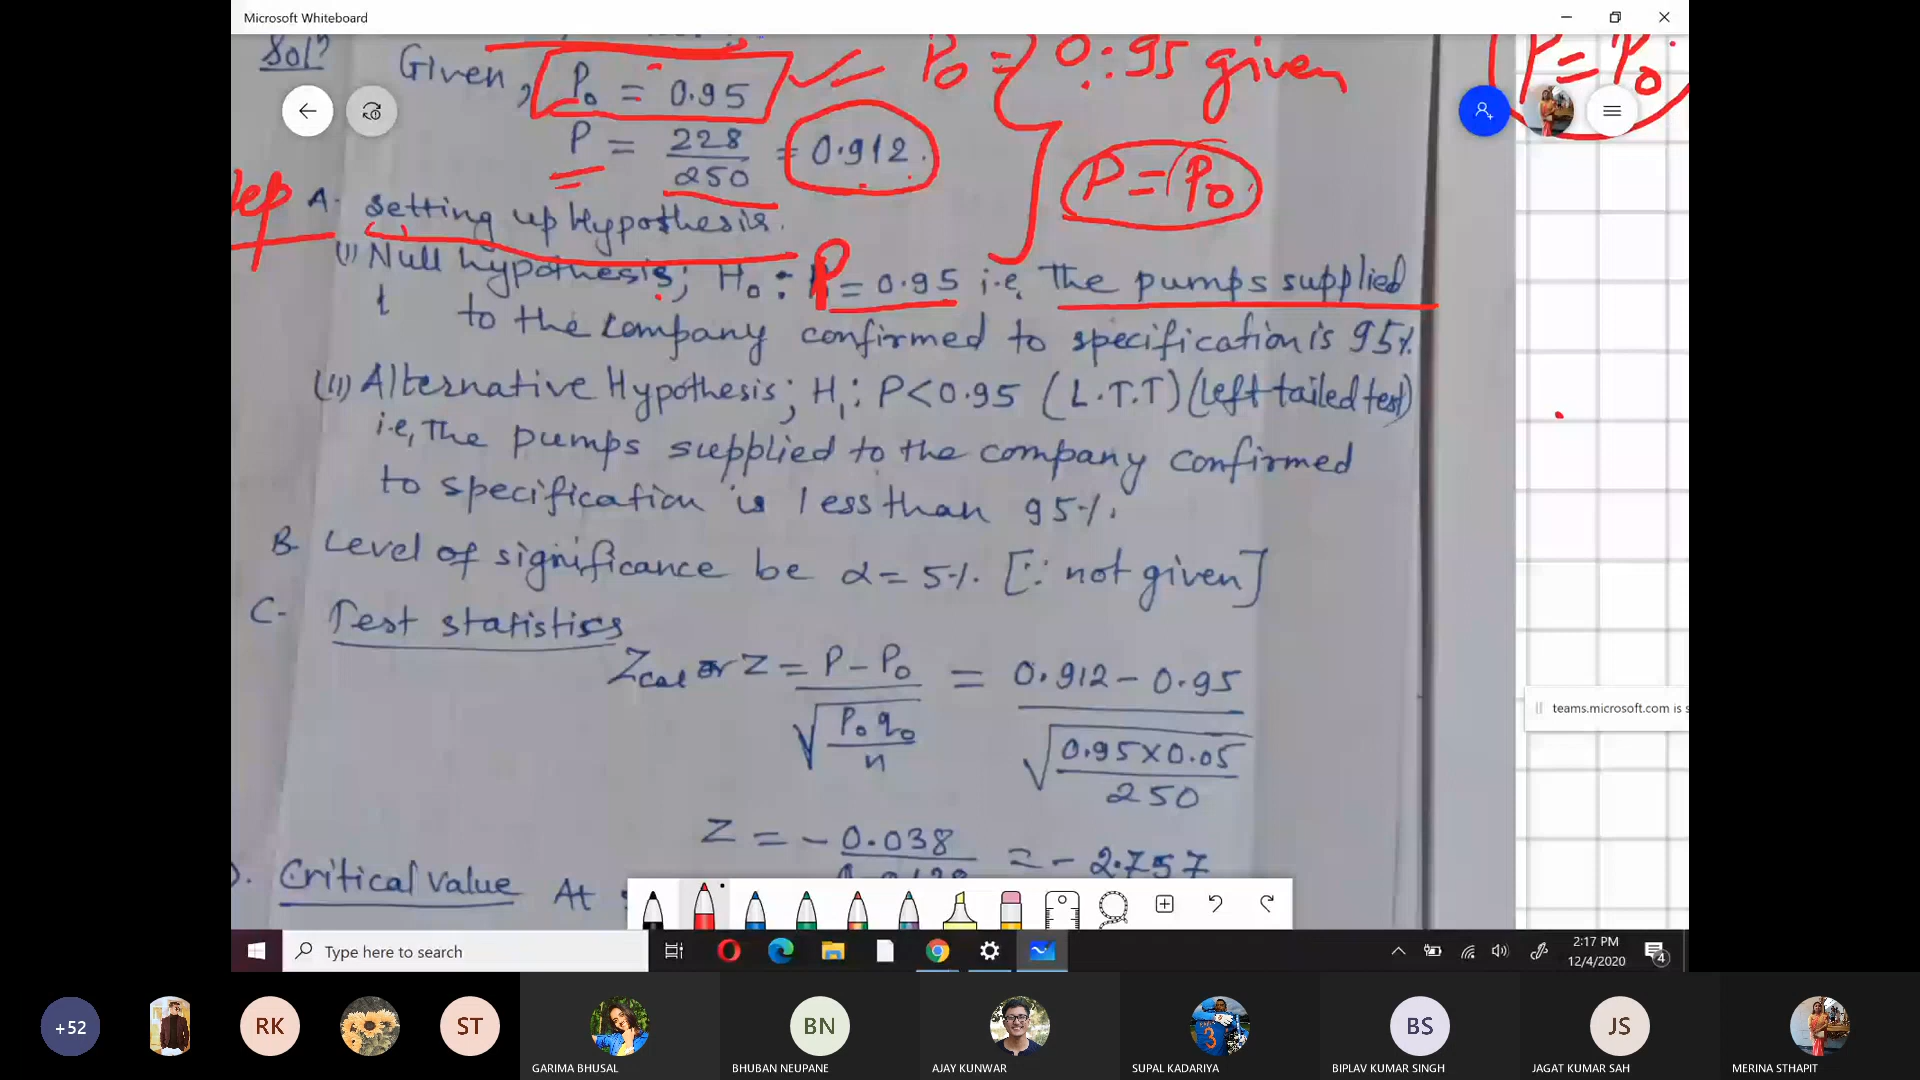 Microsoft Whiteboard
Solⁿ Given, P₀ = 0.95 P₀ = 0.95 given P = P₀
P = 228/250 = 0.912 P = P₀
A. Setting up Hypothesis.
(i) Null hypothesis; H₀ : P = 0.95 i.e, the pumps supplied
to the company confirmed to specification is 95%.
(ii) Alternative Hypothesis; H₁: P < 0.95 (L.T.T) (left tailed test)
i.e, The pumps supplied to the company confirmed
to specification is less than 95%.
B- Level of significance be α = 5%. [∵ not given]
C- Test statistics
Zcal or Z = P - P₀ / √(P₀q₀/n) = 0.912 - 0.95 / √(0.95×0.05/250)
teams.microsoft.com is s
Z = - 0.038 = - 2.757
Critical value At
Type here to search
2:17 PM
12/4/2020
4
+52
RK
ST
BN
BS
JS
GARIMA BHUSAL
BHUBAN NEUPANE
AJAY KUNWAR
SUPAL KADARIYA
BIPLAV KUMAR SINGH
JAGAT KUMAR SAH
MERINA STHAPIT